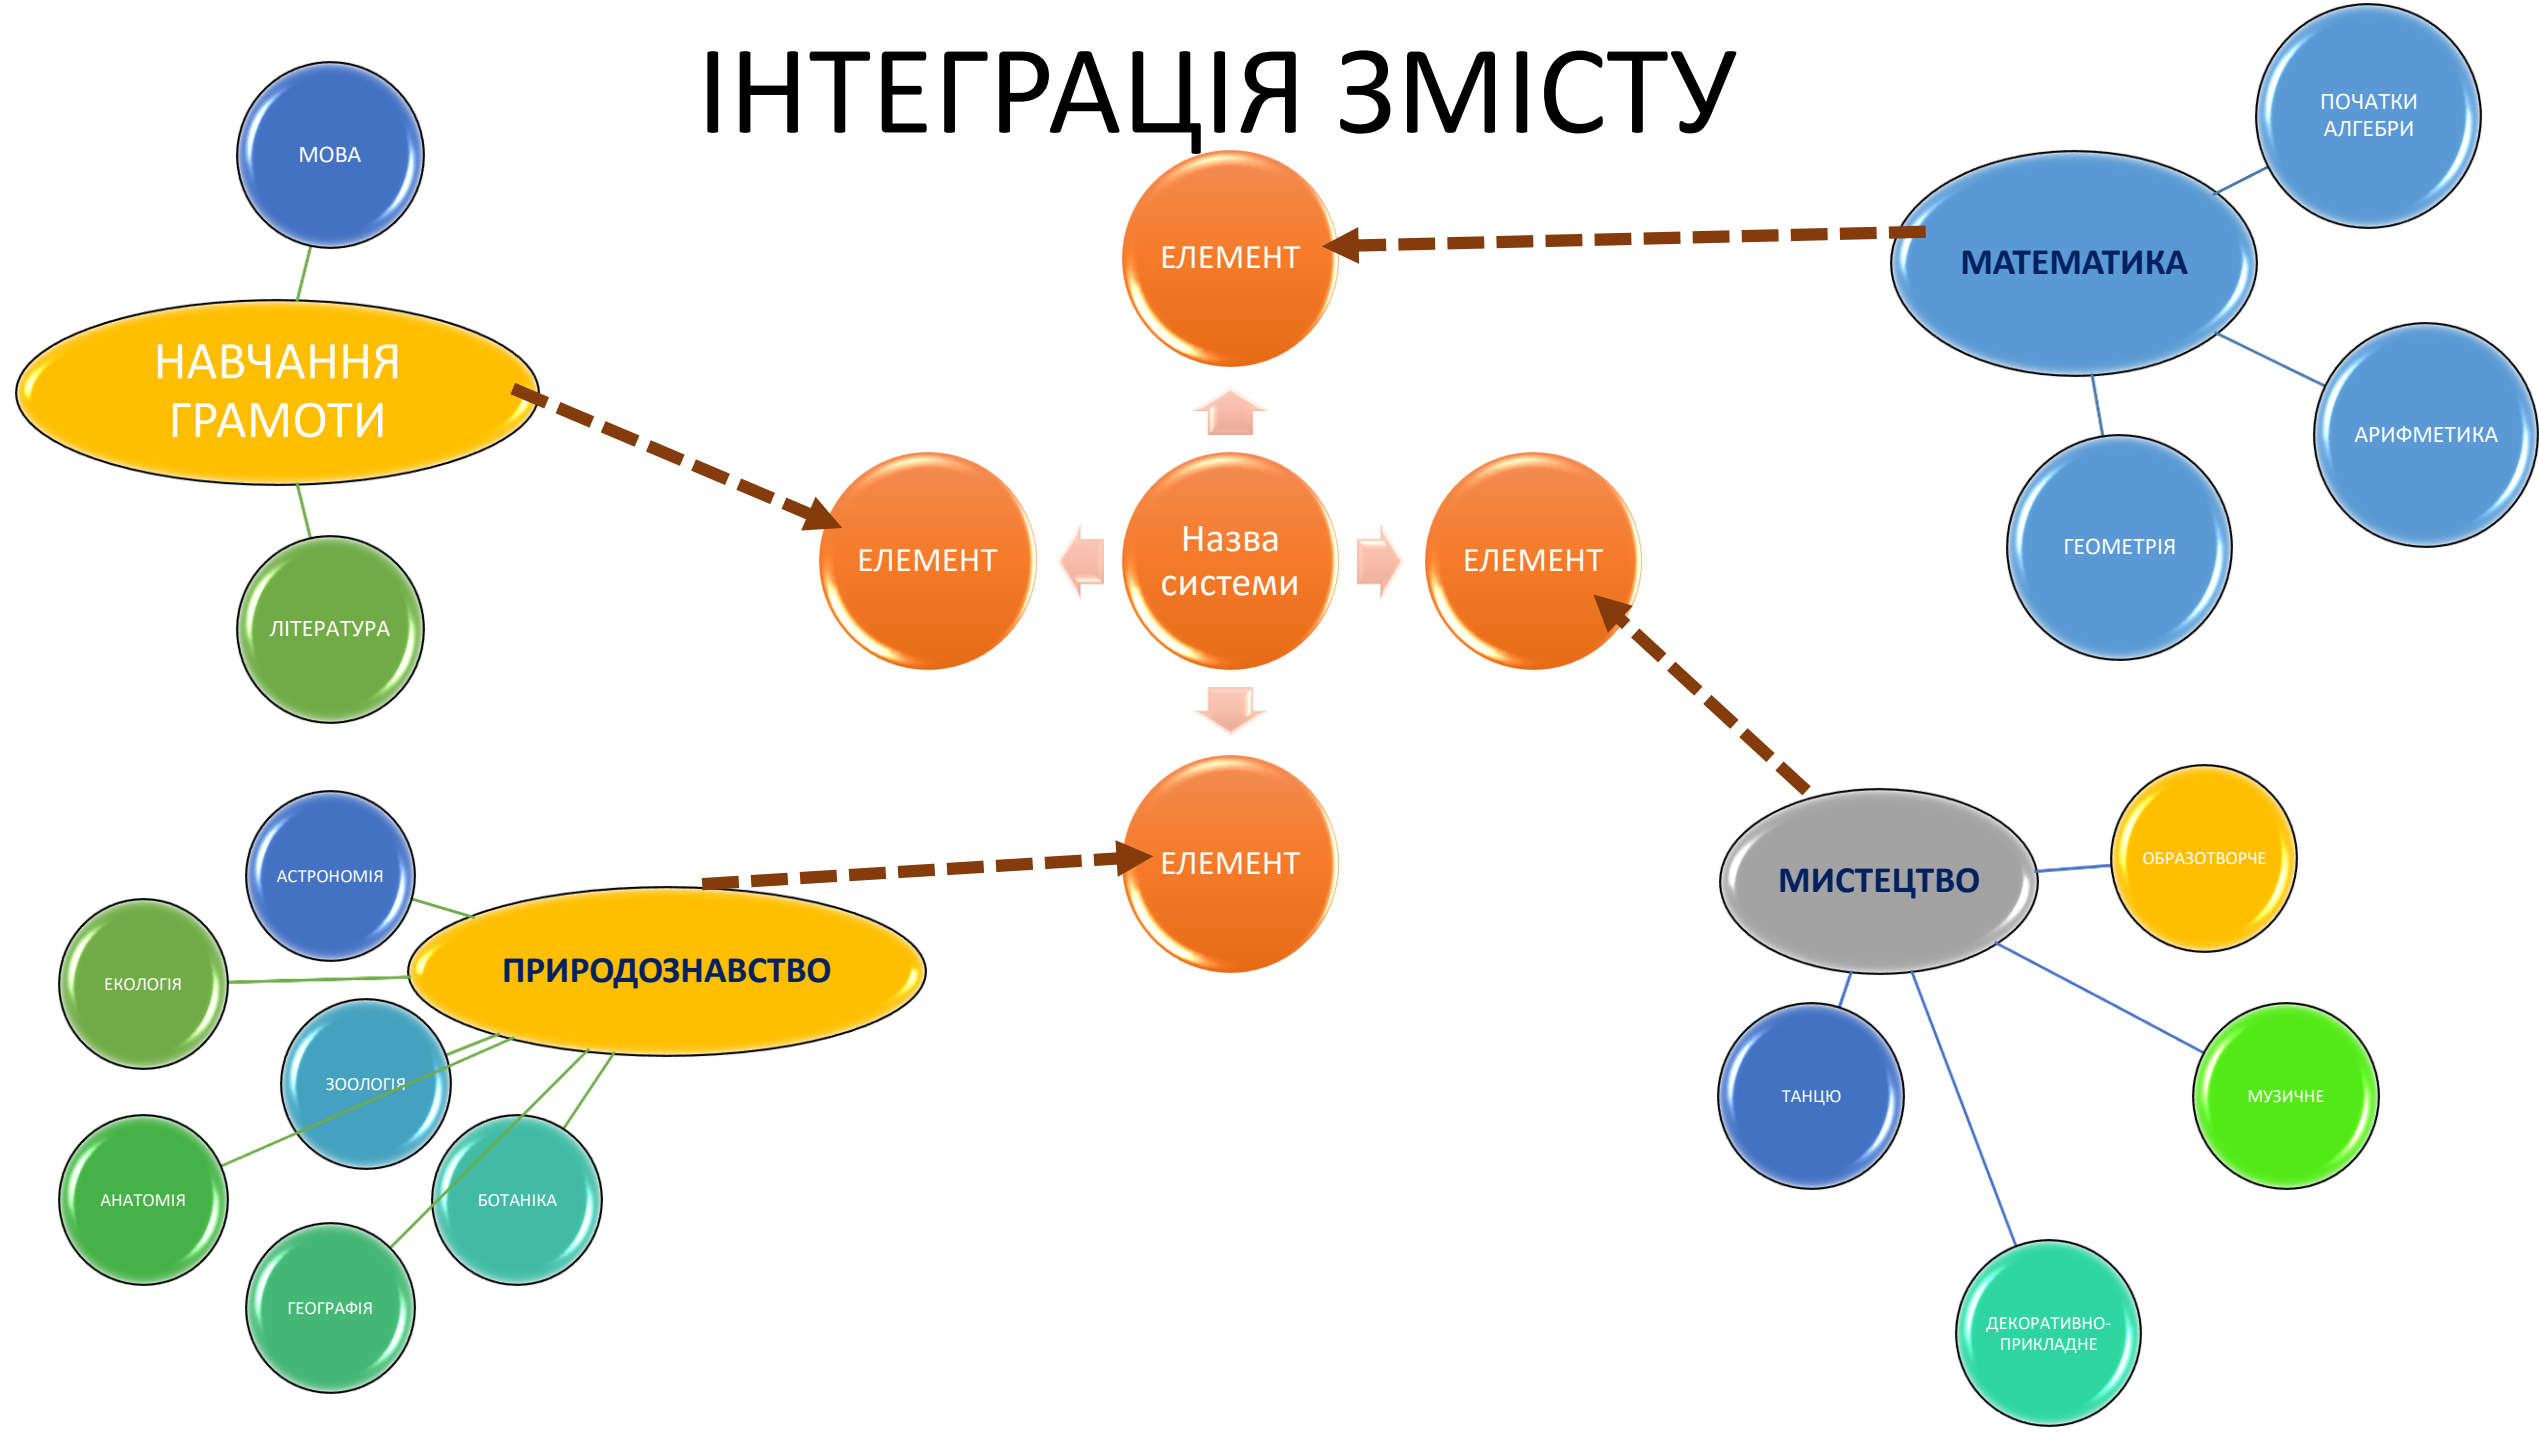 ІНТЕГРАЦІЯ ЗМІСТУ
МОВА
НАВЧАННЯ
ГРАМОТИ
ЛІТЕРАТУРА
ЕЛЕМЕНТ
ЕЛЕМЕНТ
Назва
системи
ЕЛЕМЕНТ
ЕЛЕМЕНТ
ПОЧАТКИ
АЛГЕБРИ
МАТЕМАТИКА
АРИФМЕТИКА
ГЕОМЕТРІЯ
АСТРОНОМІЯ
ЕКОЛОГІЯ
ПРИРОДОЗНАВСТВО
ЗООЛОГІЯ
АНАТОМІЯ
БОТАНІКА
ГЕОГРАФІЯ
МИСТЕЦТВО
ОБРАЗОТВОРЧЕ
ТАНЦЮ
МУЗИЧНЕ
ДЕКОРАТИВНО-
ПРИКЛАДНЕ